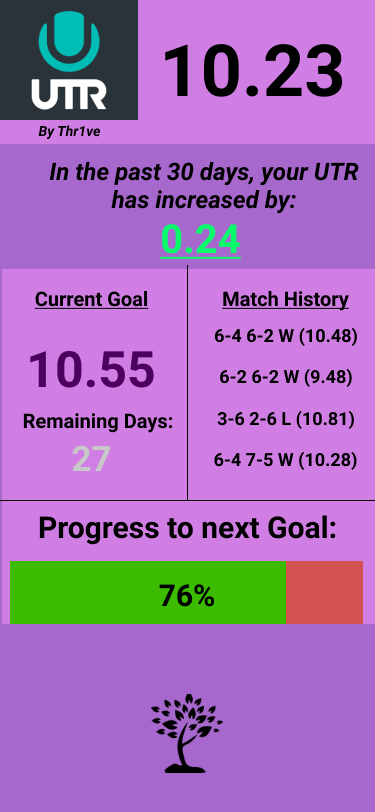 UTR
By Thr1ve
10.23
In the past 30 days, your UTR
has increased by:
0.24
Current Goal
10.55
Remaining Days:
27
Match History
6-4 6-2 W (10.48)
6-2 6-2 W (9.48)
3-6 2-6 L (10.81)
6-4 7-5 W (10.28)
Progress to next Goal:
76%